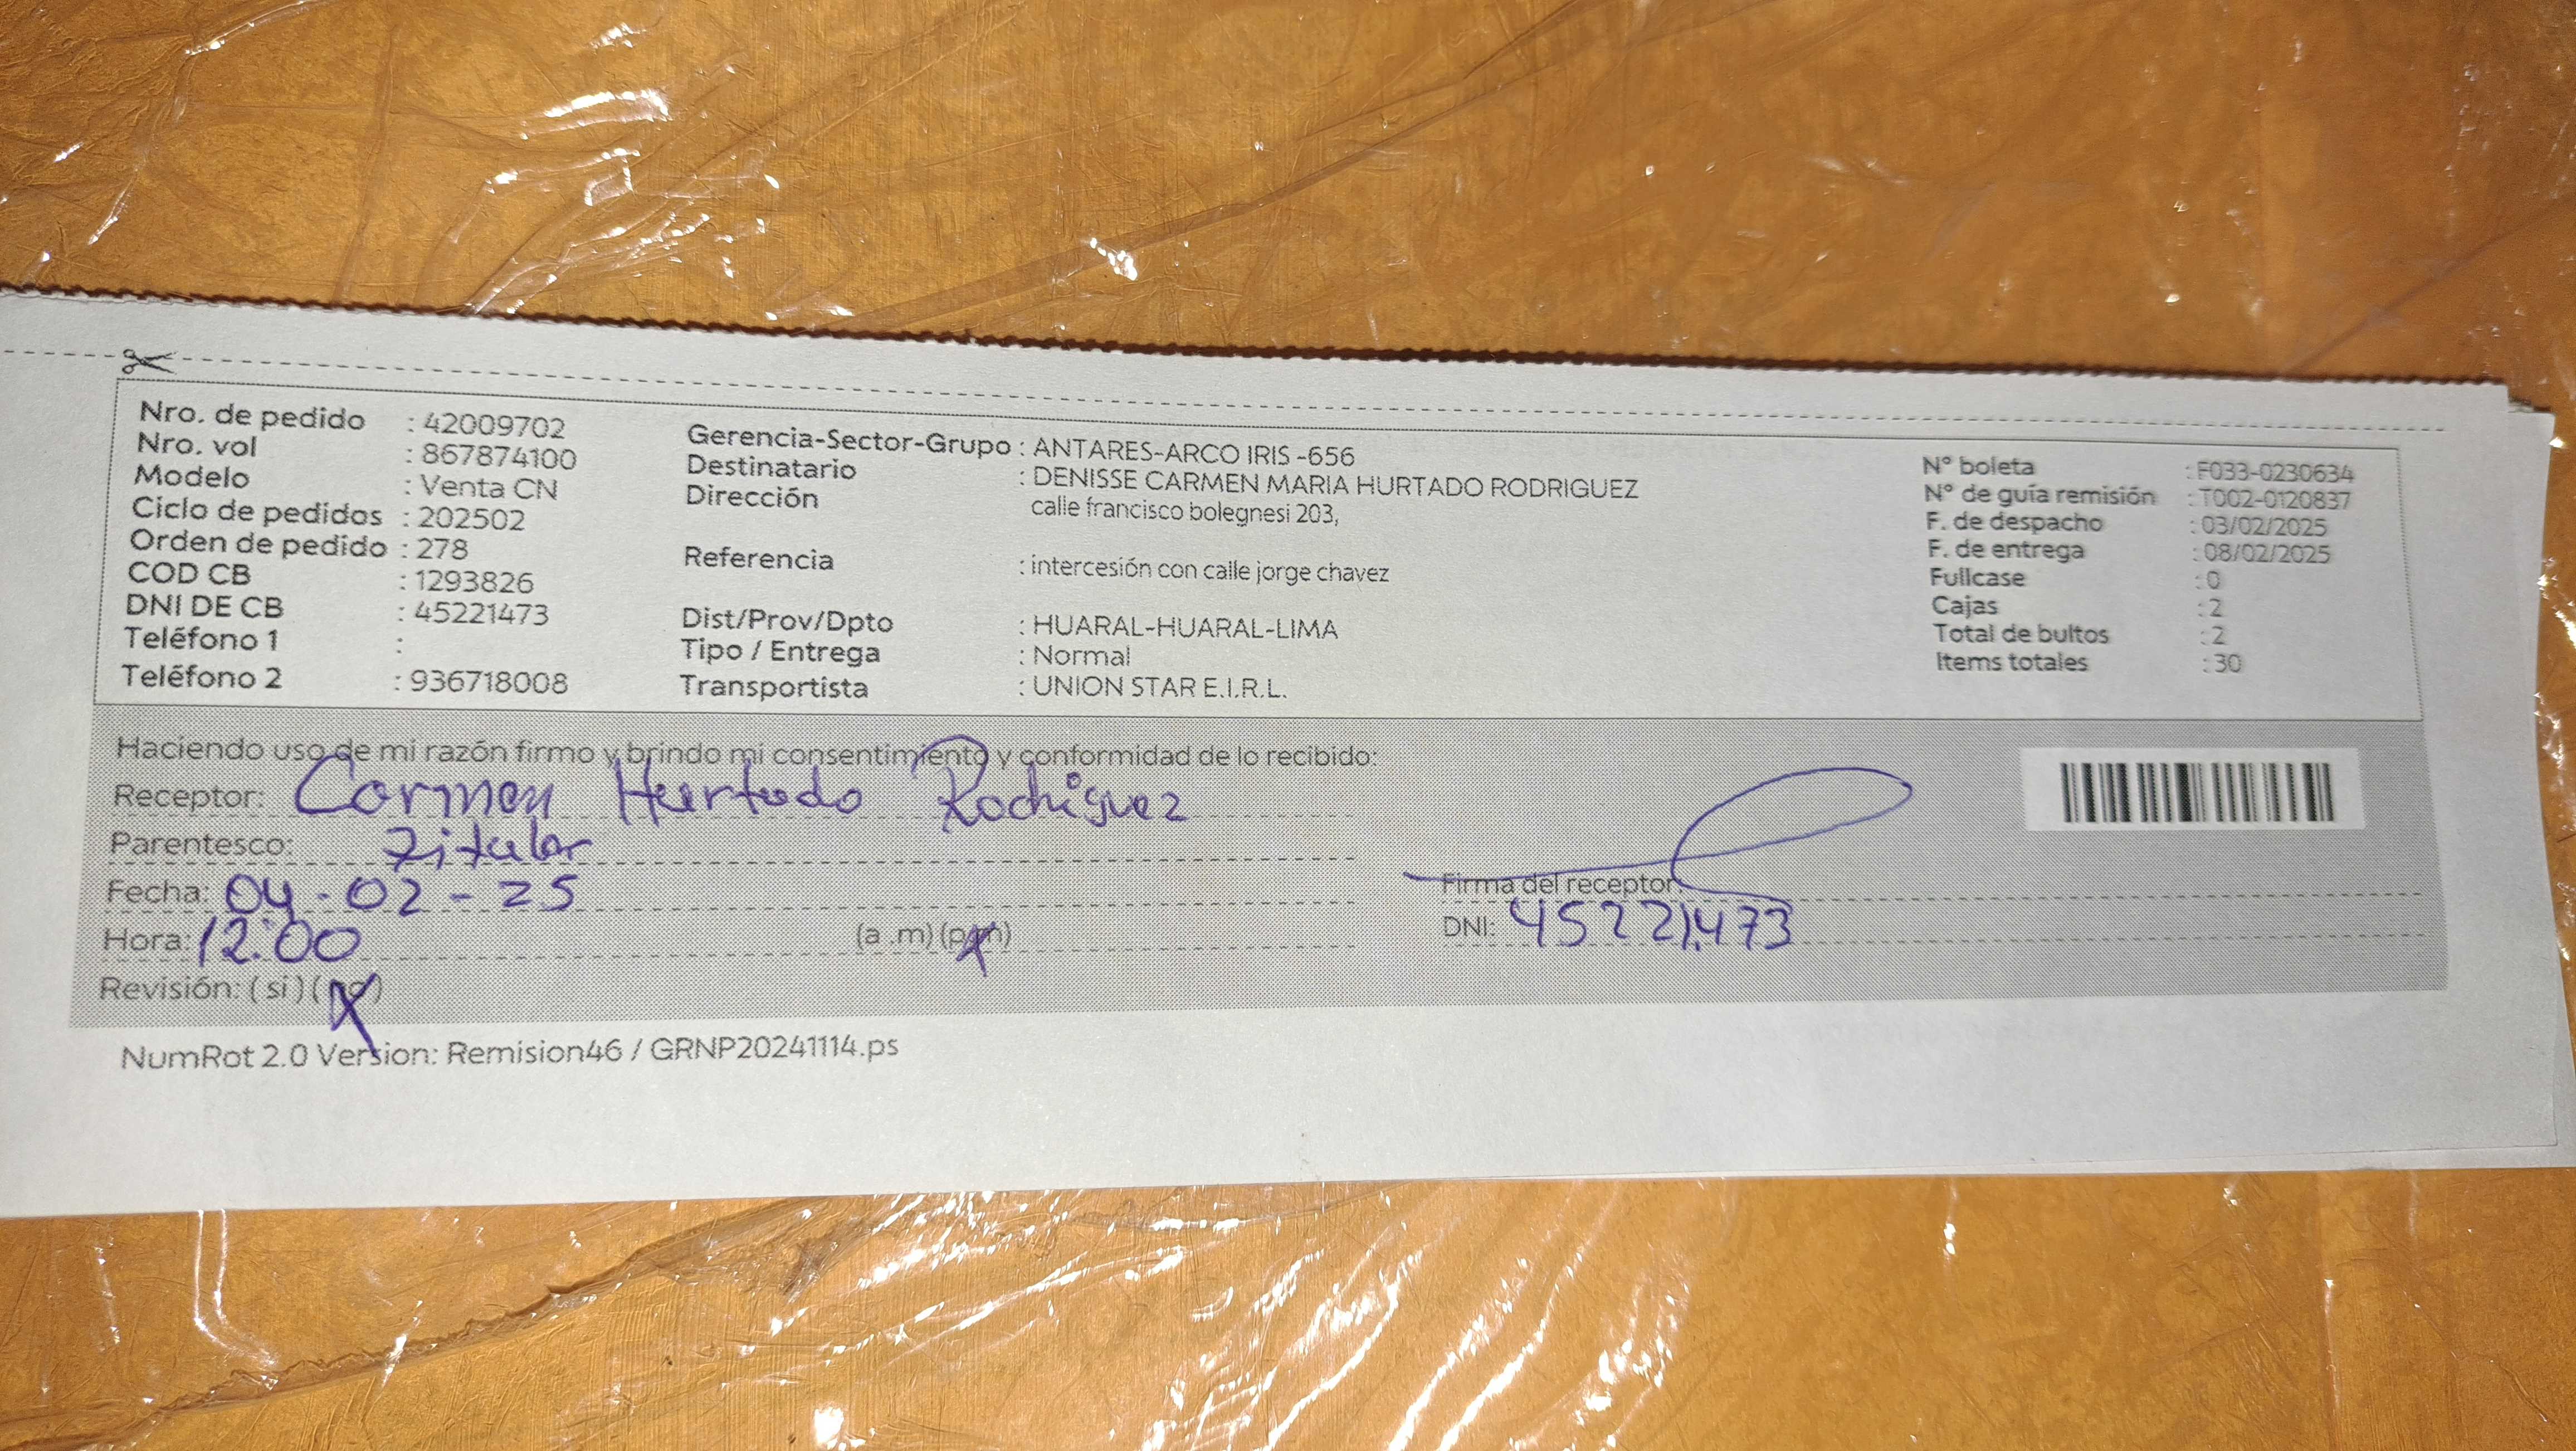 Nro. de pedido : 42009702
Nro. vol : 867874100
Modelo : Venta CN
Ciclo de pedidos : 202502
Orden de pedido : 278
COD CB : 1293826
DNI DE CB : 45221473
Teléfono 1 :
Teléfono 2 : 936718008
Gerencia-Sector-Grupo : ANTARES-ARCO IRIS -656
Destinatario : DENISSE CARMEN MARIA HURTADO RODRIGUEZ
Dirección calle francisco bolegnesi 203,
Referencia : intercesión con calle jorge chavez
Dist/Prov/Dpto : HUARAL-HUARAL-LIMA
Tipo / Entrega : Normal
Transportista : UNION STAR E.I.R.L.
N° boleta : F033-0230634
N° de guía remisión : T002-0120837
F. de despacho : 03/02/2025
F. de entrega : 08/02/2025
Fullcase : 0
Cajas : 2
Total de bultos : 2
Items totales : 30
Haciendo uso de mi razón firmo y brindo mi consentimiento y conformidad de lo recibido:
Receptor: Carmen Hurtado Rodriguez
Parentesco: Titular
Fecha: 04-02-25
Hora: 12:00 (a .m) (p.m)
Revisión: ( si ) ( no )
Firma del receptor:
DNI: 45221473
NumRot 2.0 Version: Remision46 / GRNP20241114.ps